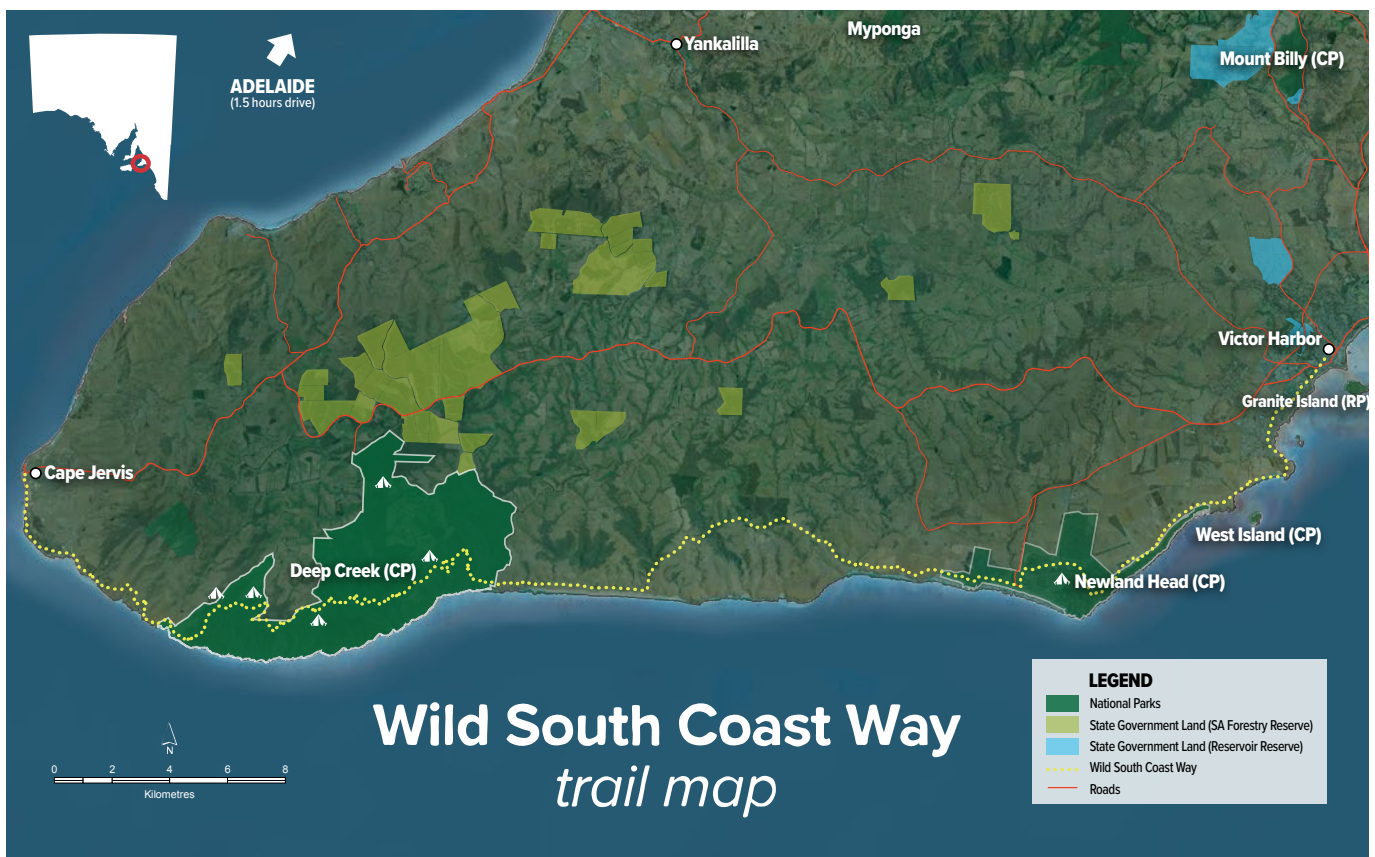 Yankalilla
Myponga
Mount Billy (CP)
ADELAIDE
(1.5 hours drive)
Victor Harbor
Granite Island (RP)
Cape Jervis
West Island (CP)
Deep Creek (CP)
Newland Head (CP)
Wild South Coast Way
trail map
N
0 2 4 6 8
Kilometres
LEGEND
National Parks
State Government Land (SA Forestry Reserve)
State Government Land (Reservoir Reserve)
Wild South Coast Way
Roads